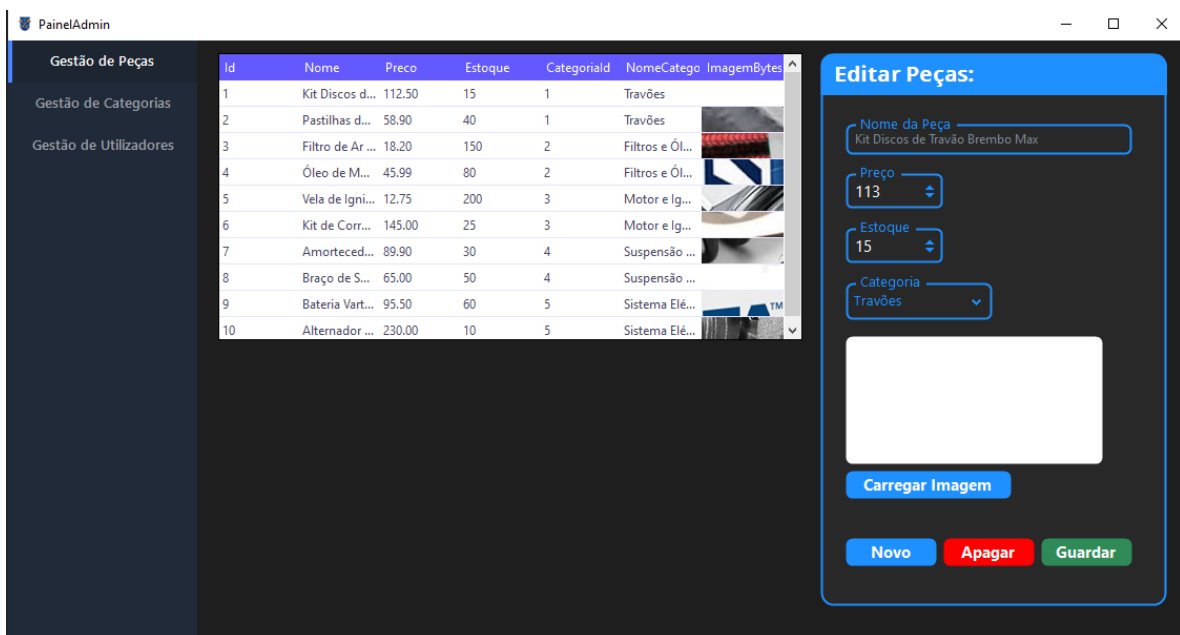 PainelAdmin
Gestão de Peças
Gestão de Categorias
Gestão de Utilizadores
Id Nome Preco Estoque CategoriaId NomeCatego ImagemBytes
1 Kit Discos d... 112.50 15 1 Travões
2 Pastilhas d... 58.90 40 1 Travões
3 Filtro de Ar ... 18.20 150 2 Filtros e Ól...
4 Óleo de M... 45.99 80 2 Filtros e Ól...
5 Vela de Igni... 12.75 200 3 Motor e Ig...
6 Kit de Corr... 145.00 25 3 Motor e Ig...
7 Amorteced... 89.90 30 4 Suspensão ...
8 Braço de S... 65.00 50 4 Suspensão ...
9 Bateria Vart... 95.50 60 5 Sistema Elé... TM
10 Alternador ... 230.00 10 5 Sistema Elé...
Editar Peças:
Nome da Peça
Kit Discos de Travão Brembo Max
Preço
113
Estoque
15
Categoria
Travões
Carregar Imagem
Novo Apagar Guardar